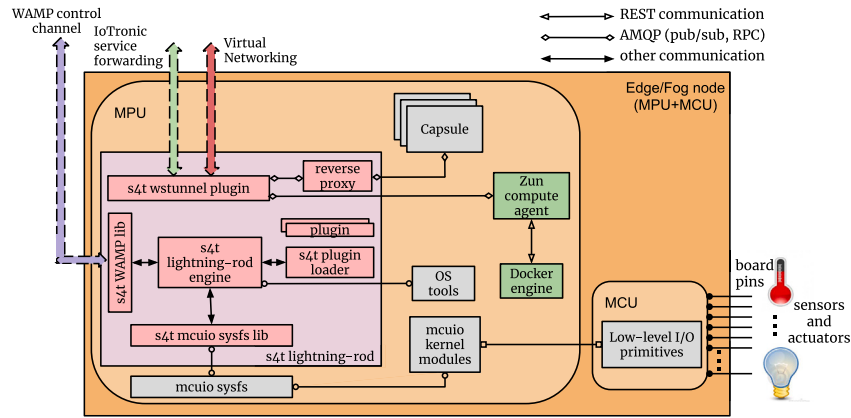 WAMP control
channel
IoTronic
service
forwarding
Virtual
Networking
REST communication
AMQP (pub/sub, RPC)
other communication
Edge/Fog node
(MPU+MCU)
MPU
Capsule
reverse
proxy
s4t wstunnel plugin
Zun
compute
agent
s4t WAMP lib
s4t
lightning-rod
engine
plugin
s4t plugin
loader
OS
tools
Docker
engine
s4t mcuio sysfs lib
s4t lightning-rod
mcuio sysfs
mcuio
kernel
modules
MCU
Low-level I/O
primitives
board
pins
sensors
and
actuators